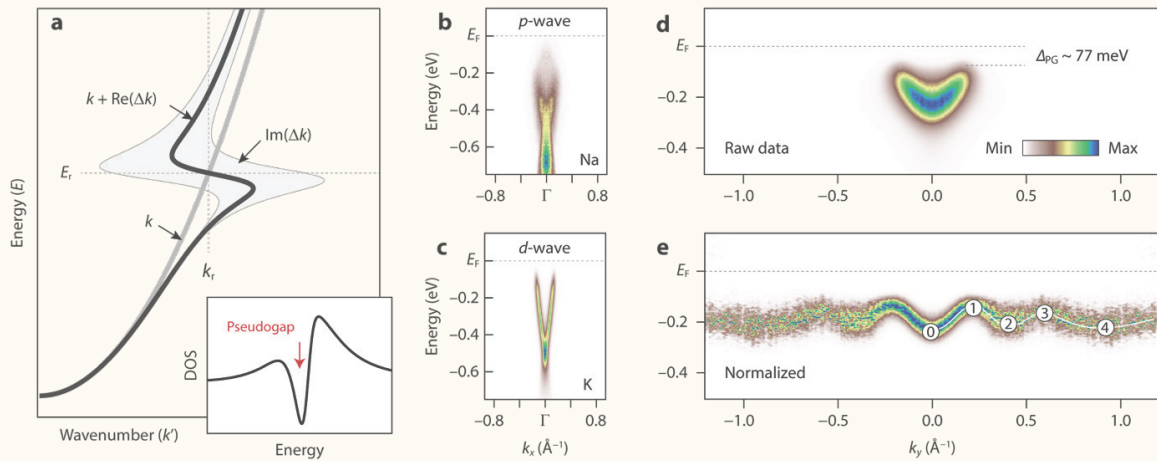 a
k + Re(Δk)
Im(Δk)
E_r
k
k_r
Energy (E)
Wavenumber (k′)
Pseudogap
DOS
Energy
b
p-wave
E_F
Energy (eV)
−0.2
−0.4
−0.6
Na
−0.8 Γ 0.8
c
d-wave
E_F
Energy (eV)
−0.2
−0.4
−0.6
K
−0.8 Γ 0.8
k_x (Å⁻¹)
d
E_F
Δ_PG ~ 77 meV
−0.2
−0.4
Raw data
Min Max
−1.0 −0.5 0.0 0.5 1.0
e
E_F
−0.2
−0.4
0
1
2
3
4
Normalized
−1.0 −0.5 0.0 0.5 1.0
k_y (Å⁻¹)